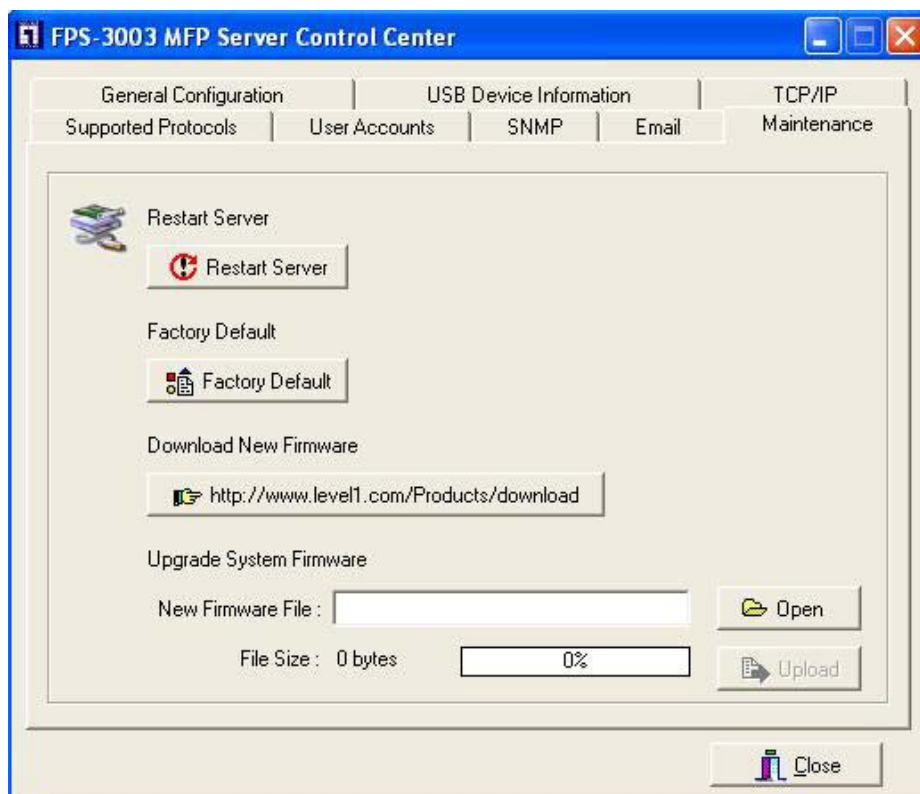 FPS-3003 MFP Server Control Center
General Configuration
USB Device Information
TCP/IP
Supported Protocols
User Accounts
SNMP
Email
Maintenance
Restart Server
Restart Server
Factory Default
Factory Default
Download New Firmware
http://www.level1.com/Products/download
Upgrade System Firmware
New Firmware File :
Open
File Size : 0 bytes
0%
Upload
Close